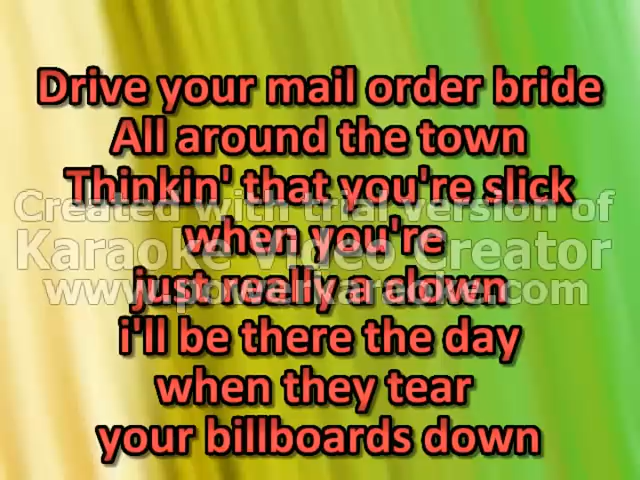 Drive your mail order bride
All around the town
Thinkin' that you're slick
Created with trial version of
when you're
Karaoke Video Creator
just really a clown
www.powerkaraoke.com
i'll be there the day
when they tear
your billboards down